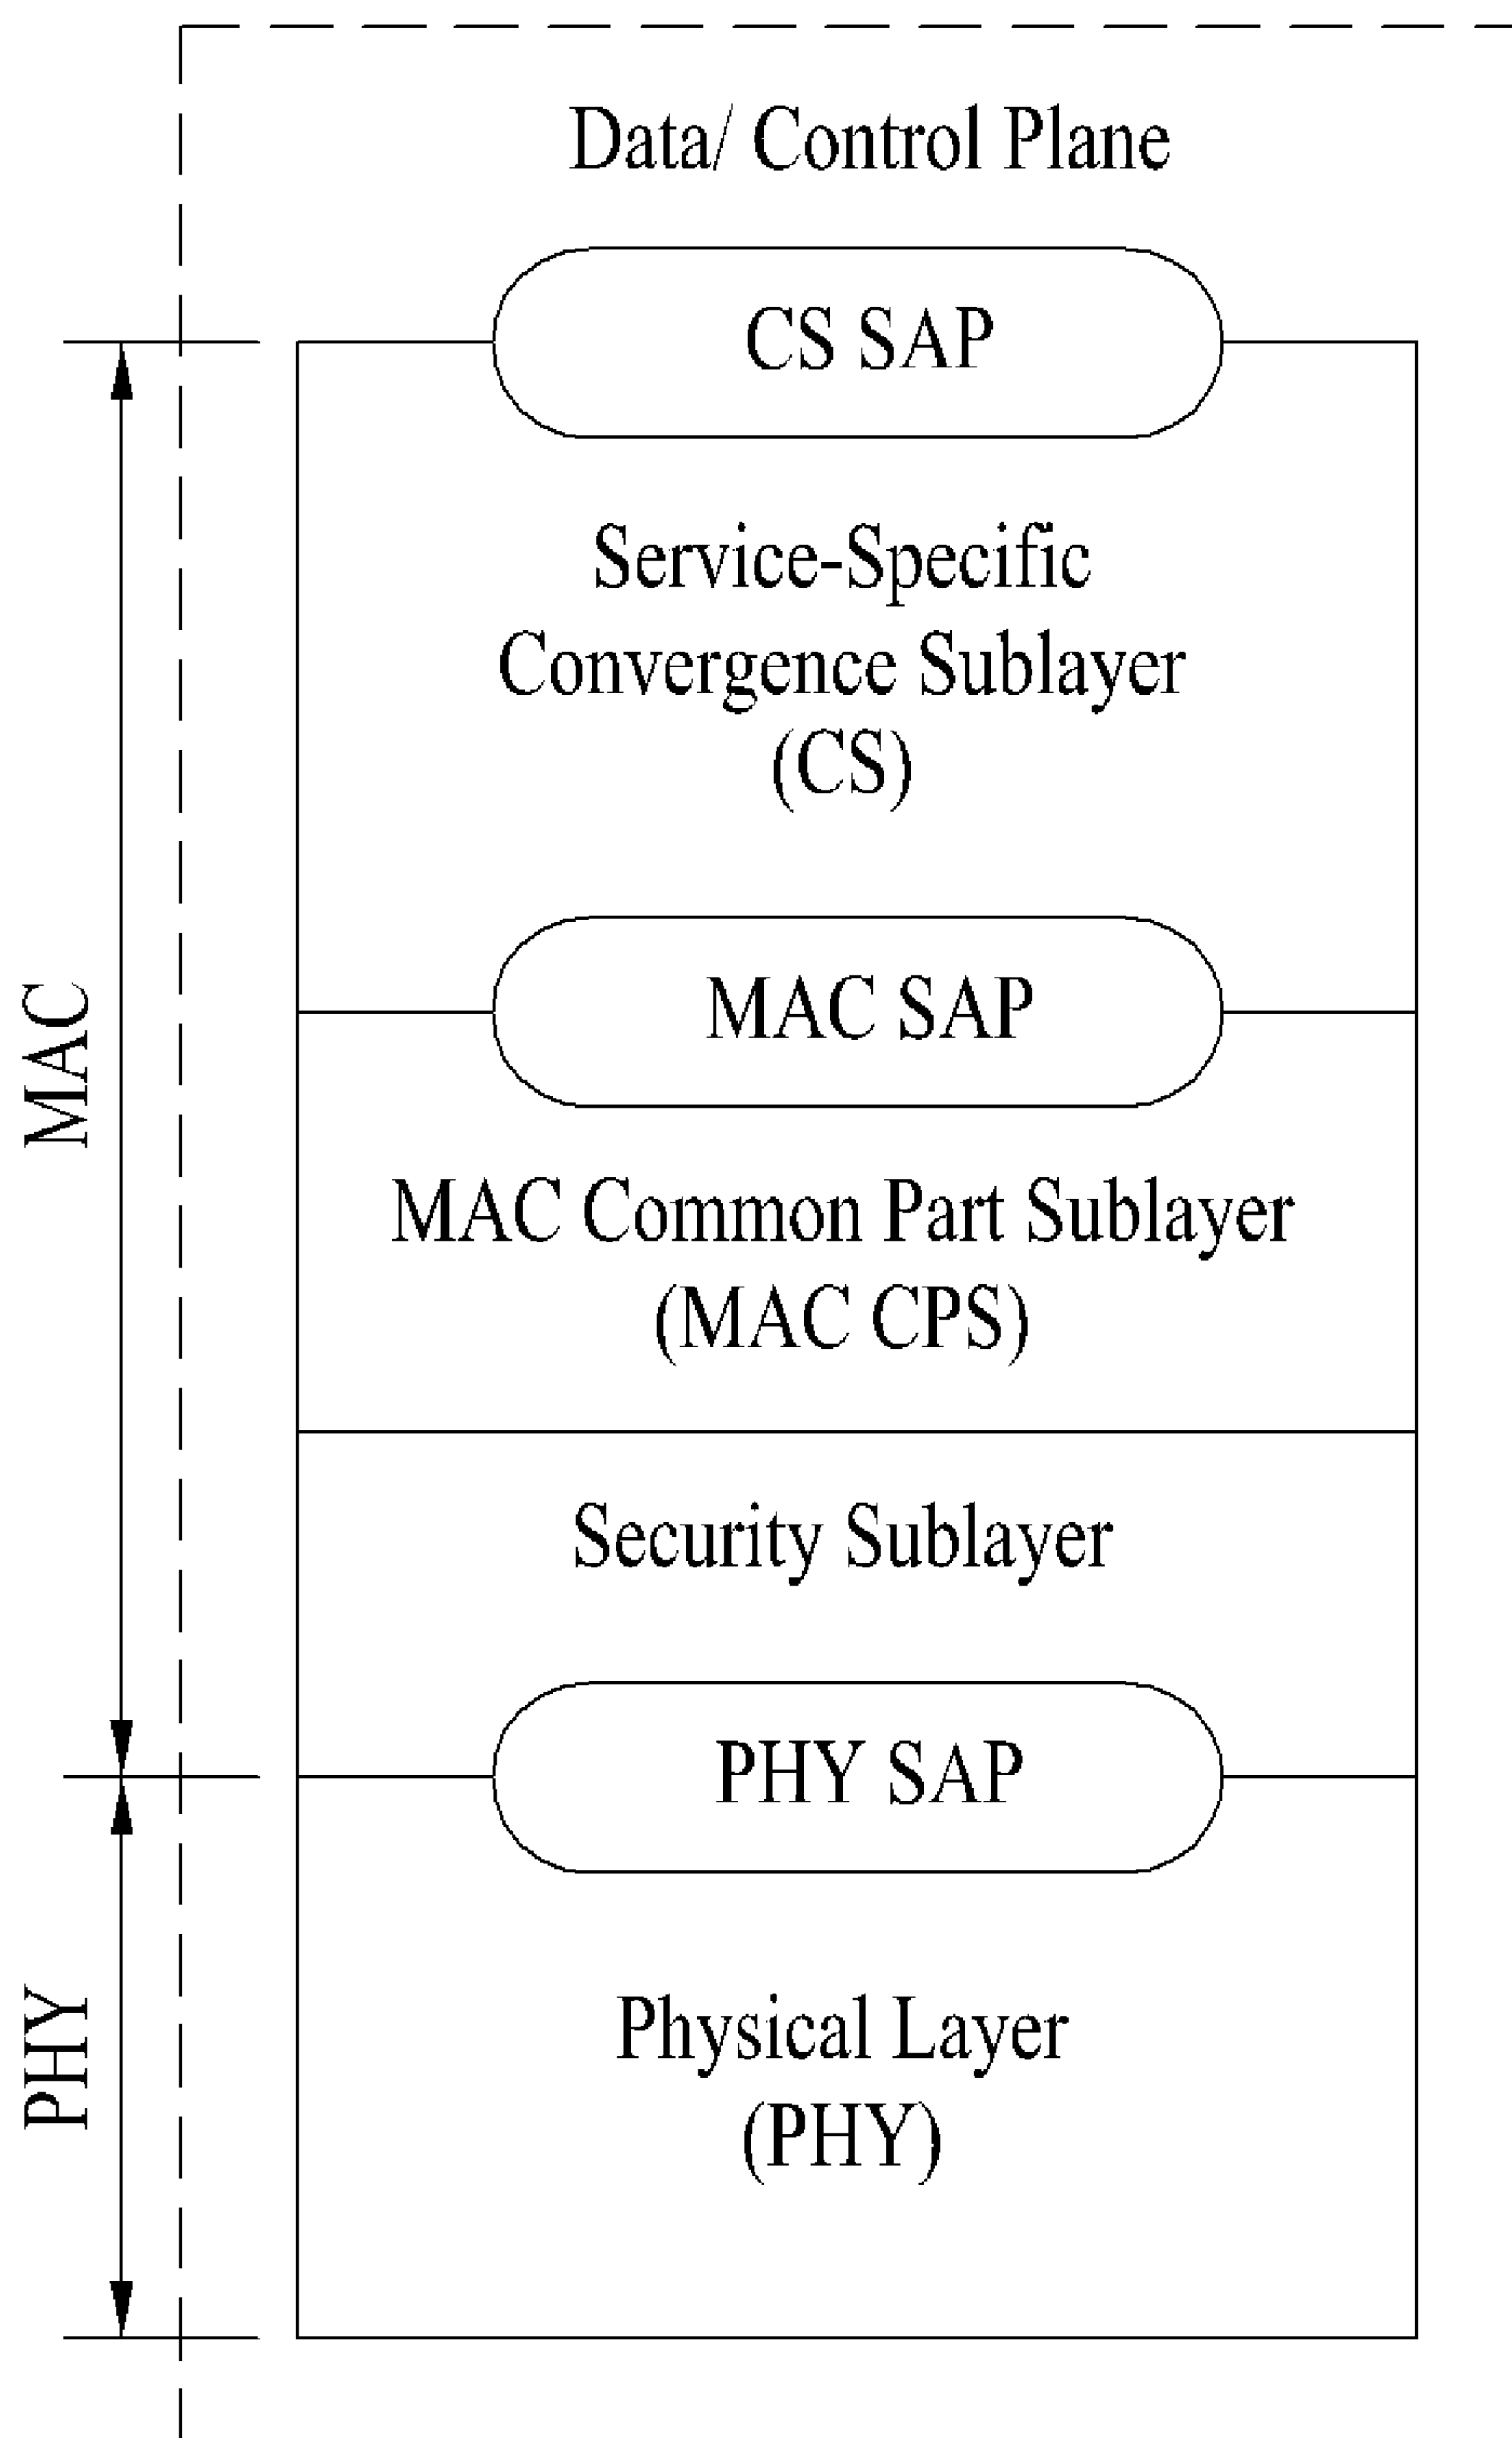 Data/ Control Plane
CS SAP
Service-Specific
Convergence Sublayer
(CS)
MAC SAP
MAC
MAC Common Part Sublayer
(MAC CPS)
Security Sublayer
PHY SAP
PHY
Physical Layer
(PHY)